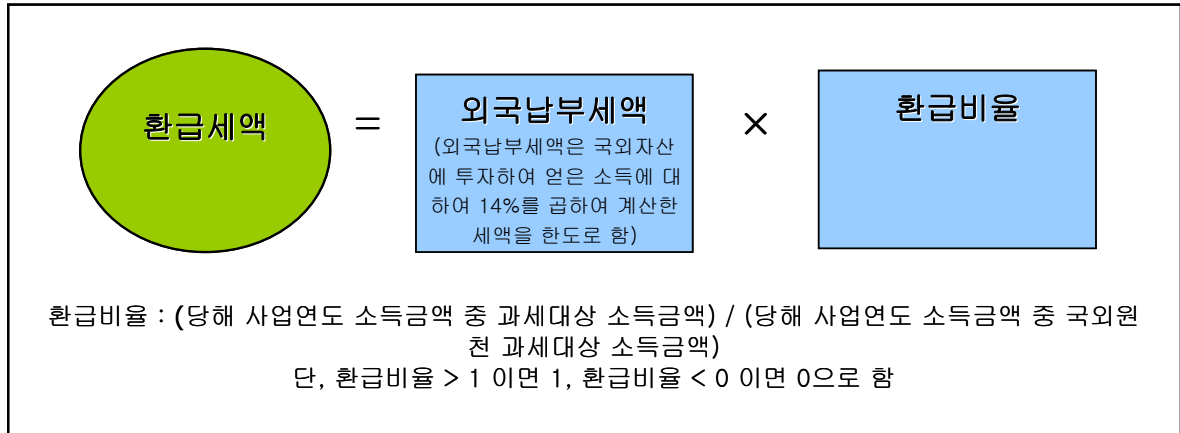 환급세액
=
외국납부세액
(외국납부세액은 국외자산
에 투자하여 얻은 소득에 대
하여 14%를 곱하여 계산한
세액을 한도로 함)
×
환급비율
환급비율 : (당해 사업연도 소득금액 중 과세대상 소득금액) / (당해 사업연도 소득금액 중 국외원
천 과세대상 소득금액)
단, 환급비율 > 1 이면 1, 환급비율 < 0 이면 0으로 함